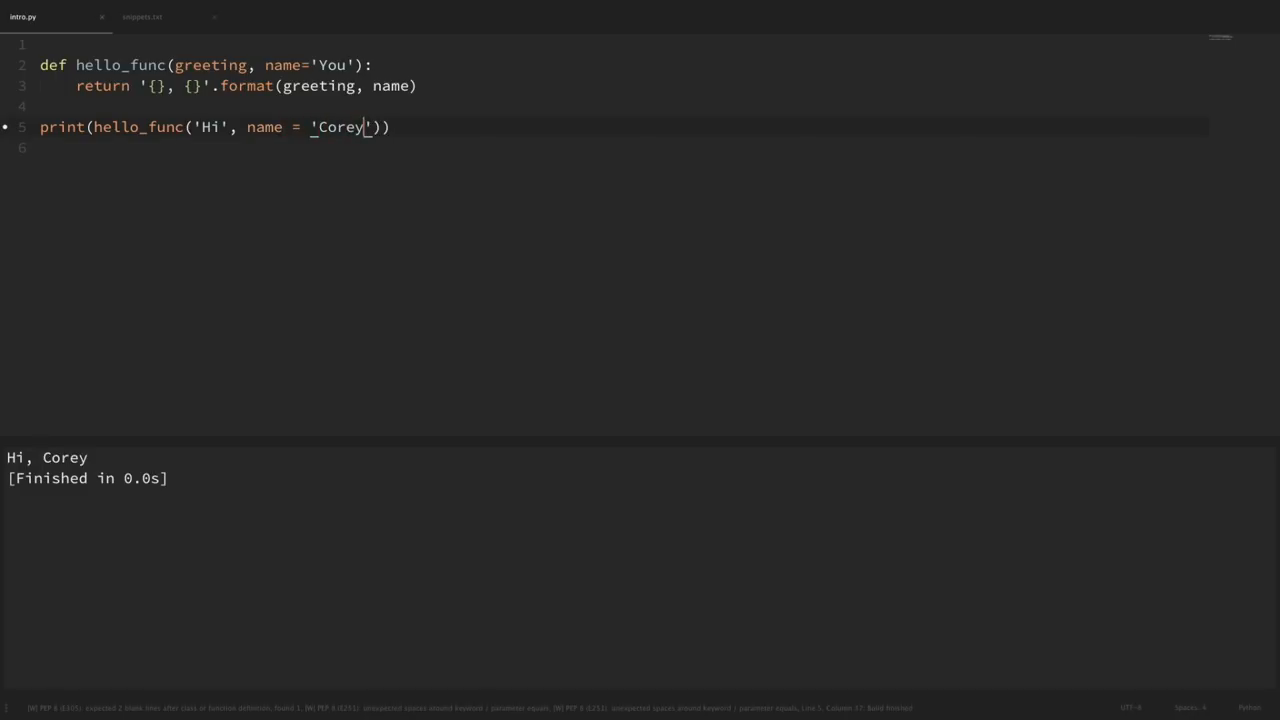 intro.py × snippets.txt ×
1
2 def hello_func(greeting, name='You'):
3 return '{}, {}'.format(greeting, name)
4
5 print(hello_func('Hi', name = 'Corey'))
6
Hi, Corey
[Finished in 0.0s]
[W] PEP 8 (E305): expected 2 blank lines after class or function definition, found 1, [W] PEP 8 (E251): unexpected spaces around keyword / parameter equals, [W] PEP 8 (E251): unexpected spaces around keyword / parameter equals, Line 5, Column 37; Build finished UTF-8 Spaces: 4 Python